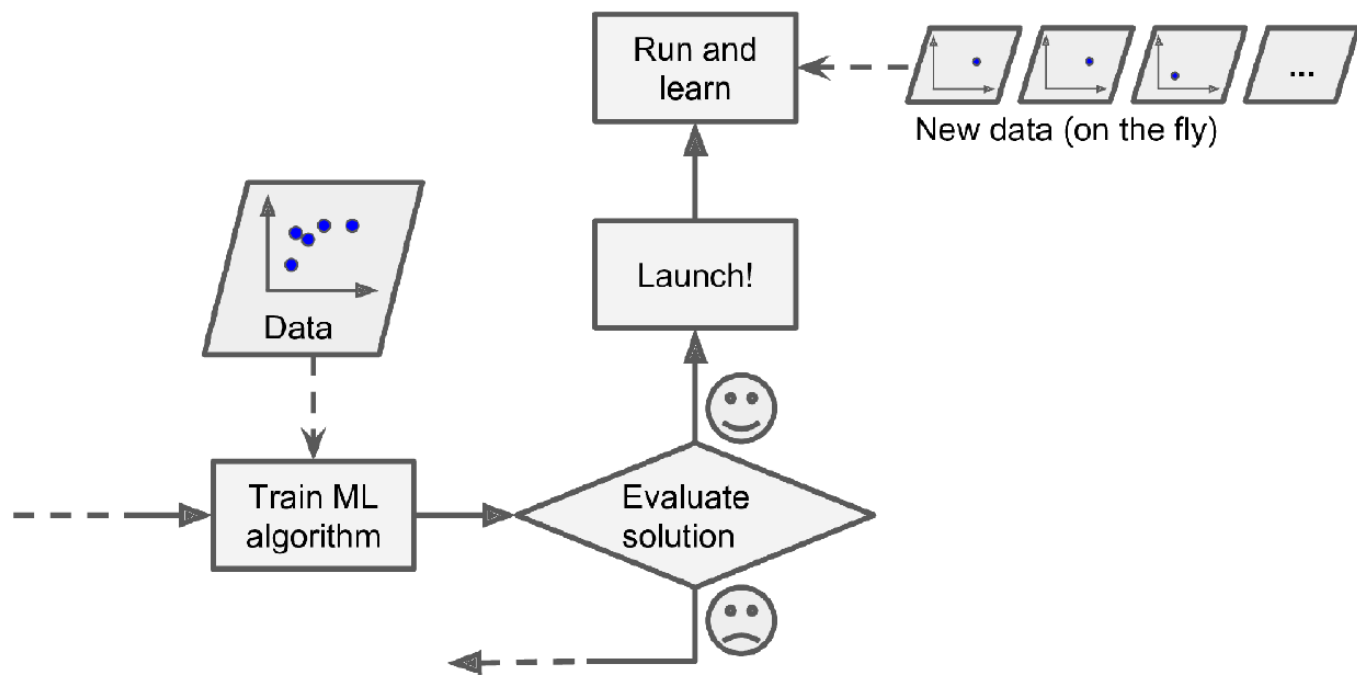 Run and
learn
...
New data (on the fly)
Launch!
Data
Train ML
algorithm
Evaluate
solution